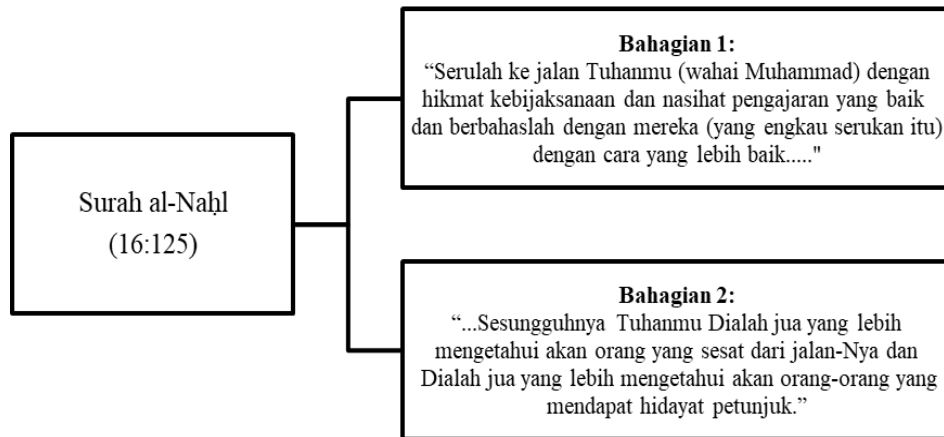 Surah al-Naḥl
(16:125)
Bahagian 1:
“Serulah ke jalan Tuhanmu (wahai Muhammad) dengan
hikmat kebijaksanaan dan nasihat pengajaran yang baik
dan berbahaslah dengan mereka (yang engkau serukan itu)
dengan cara yang lebih baik....."
Bahagian 2:
“...Sesungguhnya Tuhanmu Dialah jua yang lebih
mengetahui akan orang yang sesat dari jalan-Nya dan
Dialah jua yang lebih mengetahui akan orang-orang yang
mendapat hidayat petunjuk.”